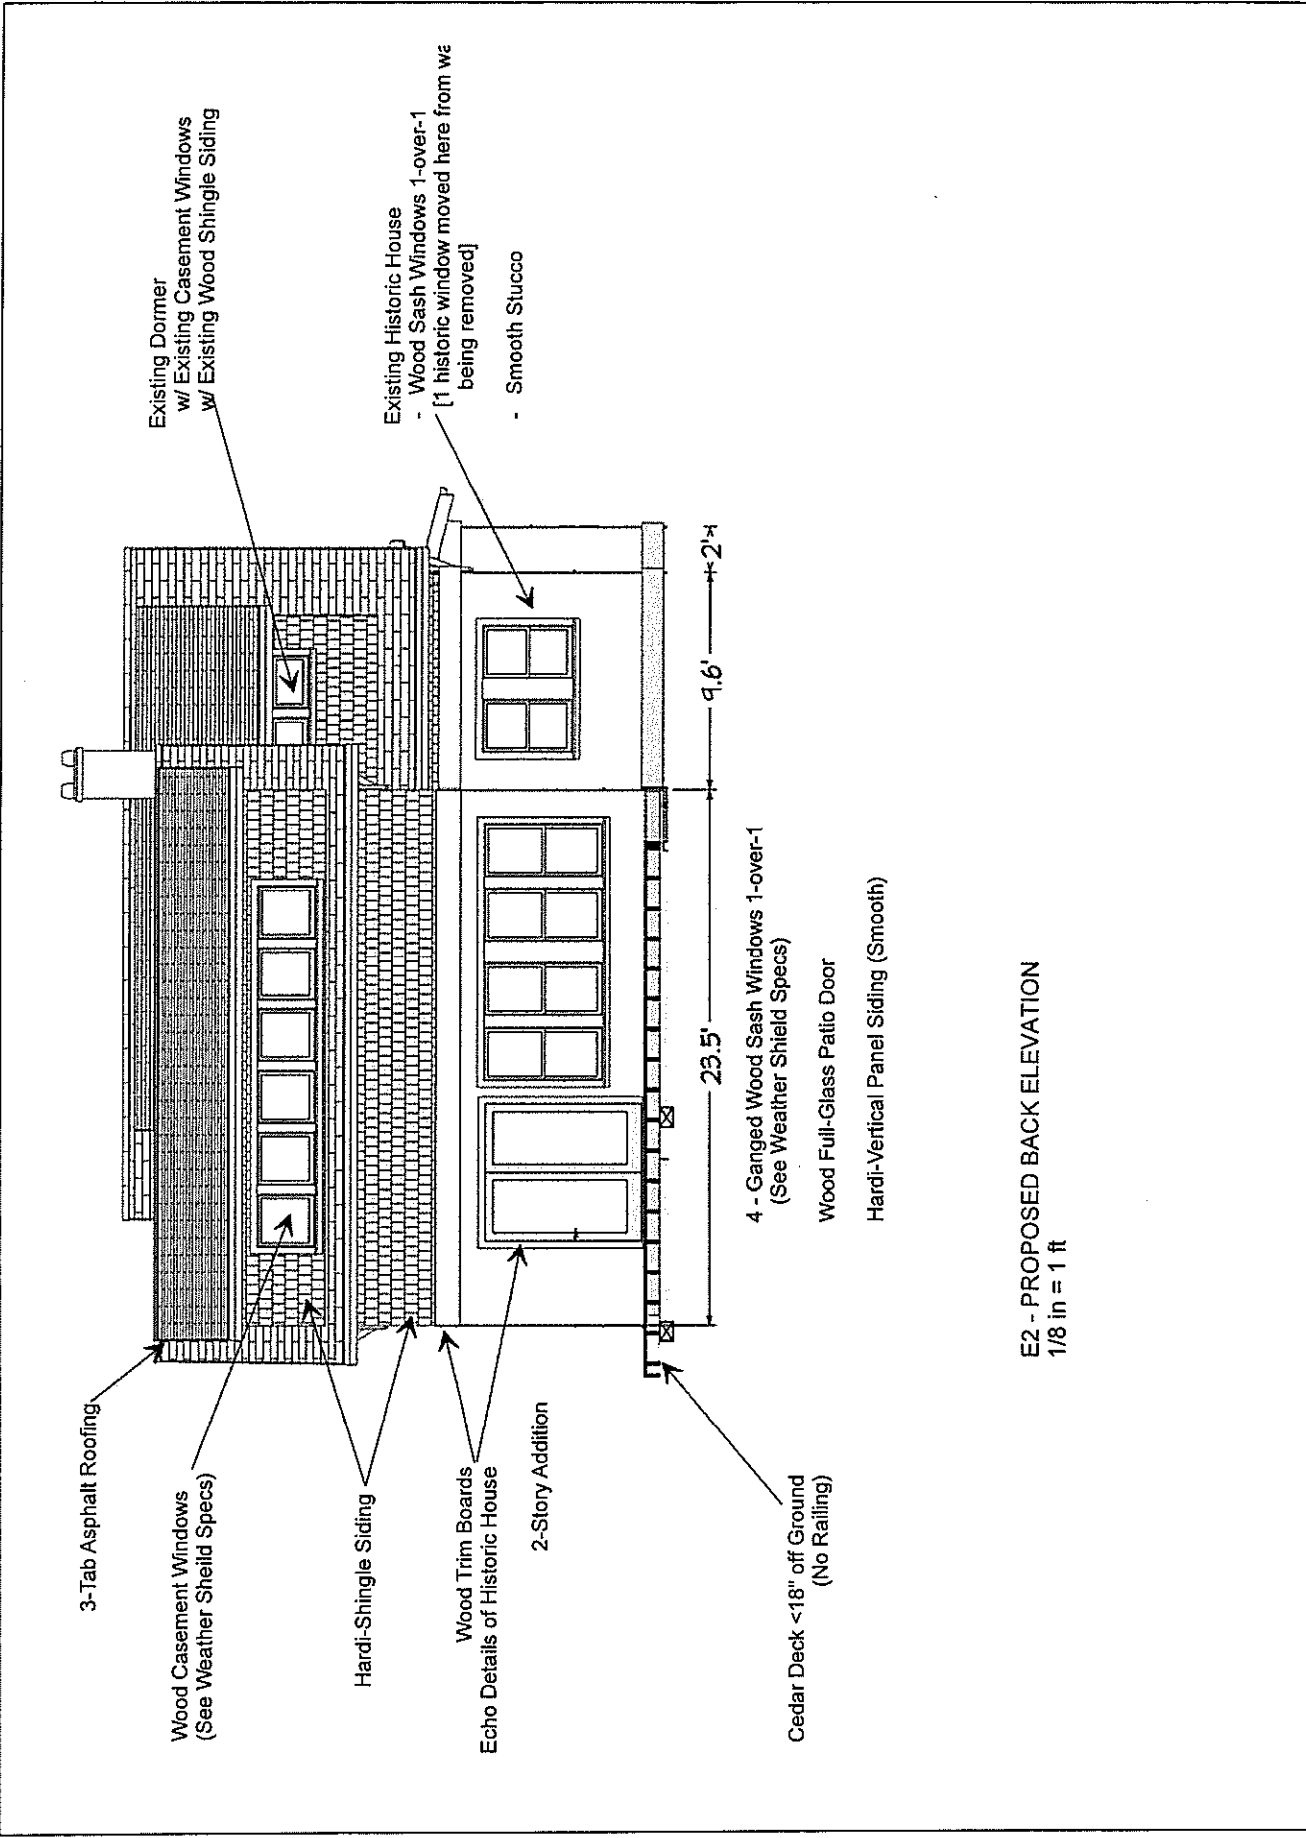 3-Tab Asphalt Roofing
Wood Casement Windows
(See Weather Sheild Specs)
Hardi-Shingle Siding
Wood Trim Boards
Echo Details of Historic House
2-Story Addition
Cedar Deck <18" off Ground
(No Railing)
Existing Dormer
w/ Existing Casement Windows
w/ Existing Wood Shingle Siding
Existing Historic House
- Wood Sash Windows 1-over-1
- [1 historic window moved here from wa
being removed]
- Smooth Stucco
23.5'
9.6'
2'
4 - Ganged Wood Sash Windows 1-over-1
(See Weather Shield Specs)
Wood Full-Glass Patio Door
Hardi-Vertical Panel Siding (Smooth)
E2 - PROPOSED BACK ELEVATION
1/8 in = 1 ft